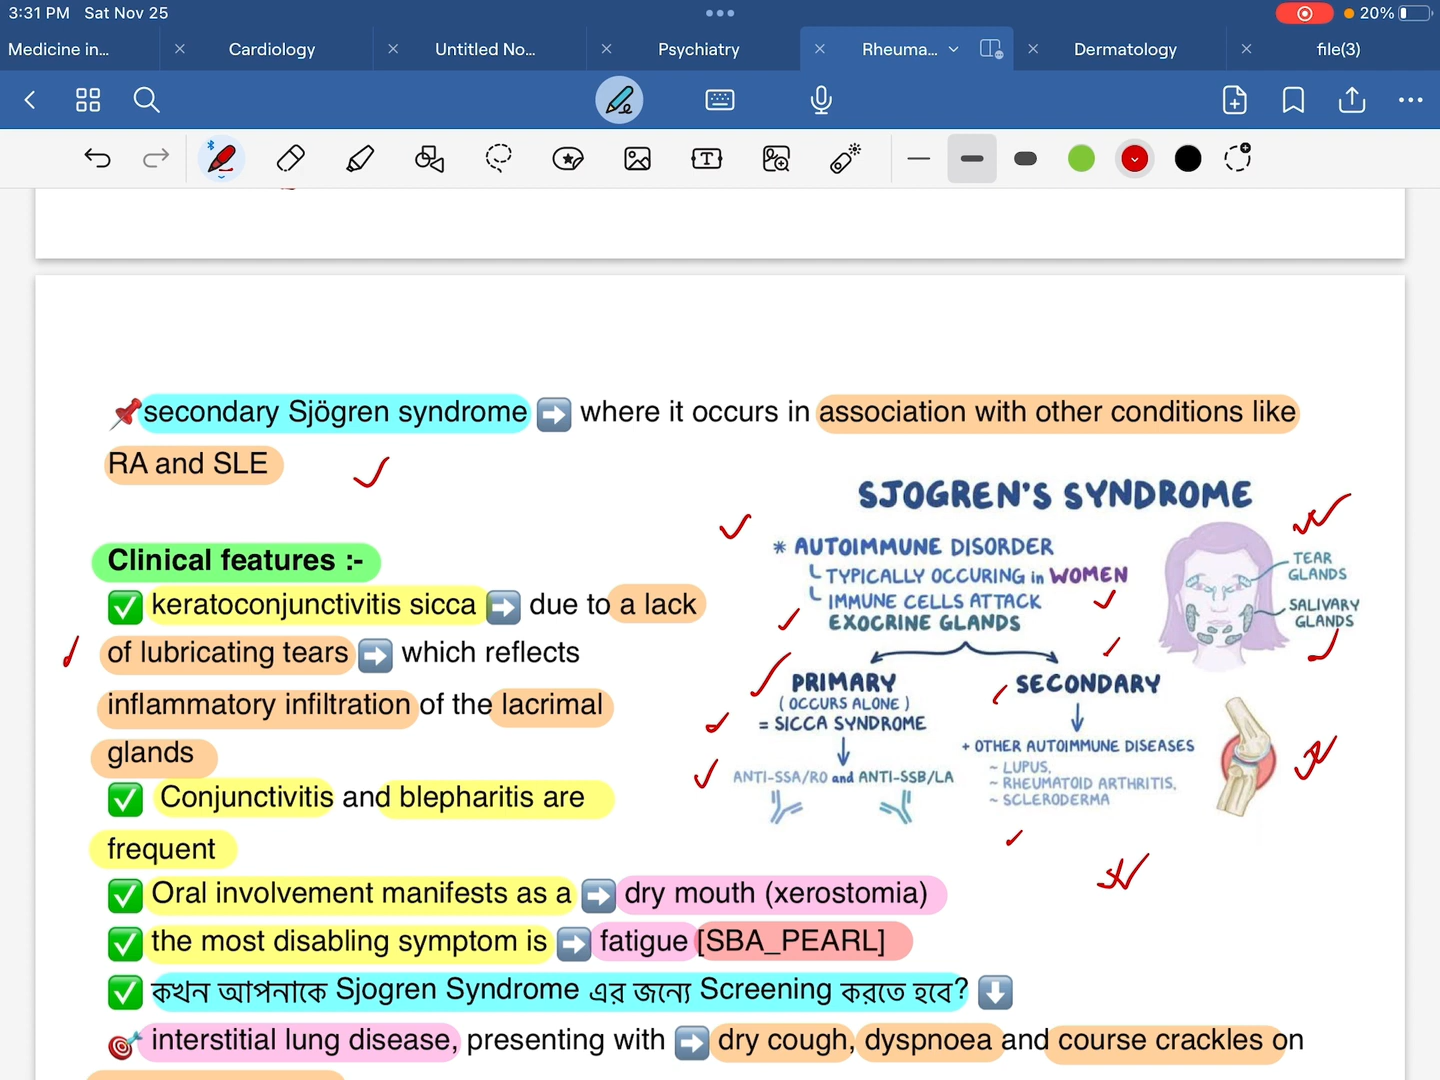 3:31 PM Sat Nov 25
20%
Medicine in...
Cardiology
Untitled No...
Psychiatry
Rheuma...
Dermatology
file(3)
secondary Sjögren syndrome ➡️ where it occurs in association with other conditions like
RA and SLE
Clinical features :-
✅ keratoconjunctivitis sicca ➡️ due to a lack
of lubricating tears ➡️ which reflects
inflammatory infiltration of the lacrimal
glands
✅ Conjunctivitis and blepharitis are
frequent
✅ Oral involvement manifests as a ➡️ dry mouth (xerostomia)
✅ the most disabling symptom is ➡️ fatigue [SBA_PEARL]
✅ কখন আপনাকে Sjogren Syndrome এর জন্যে Screening করতে হবে? ⬇️
🎯 interstitial lung disease, presenting with ➡️ dry cough, dyspnoea and course crackles on
SJOGREN'S SYNDROME
* AUTOIMMUNE DISORDER
TYPICALLY OCCURING in WOMEN
IMMUNE CELLS ATTACK
EXOCRINE GLANDS
TEAR
GLANDS
SALIVARY
GLANDS
PRIMARY
(OCCURS ALONE)
= SICCA SYNDROME
ANTI-SSA/RO and ANTI-SSB/LA
SECONDARY
+ OTHER AUTOIMMUNE DISEASES
~ LUPUS,
~ RHEUMATOID ARTHRITIS,
~ SCLERODERMA